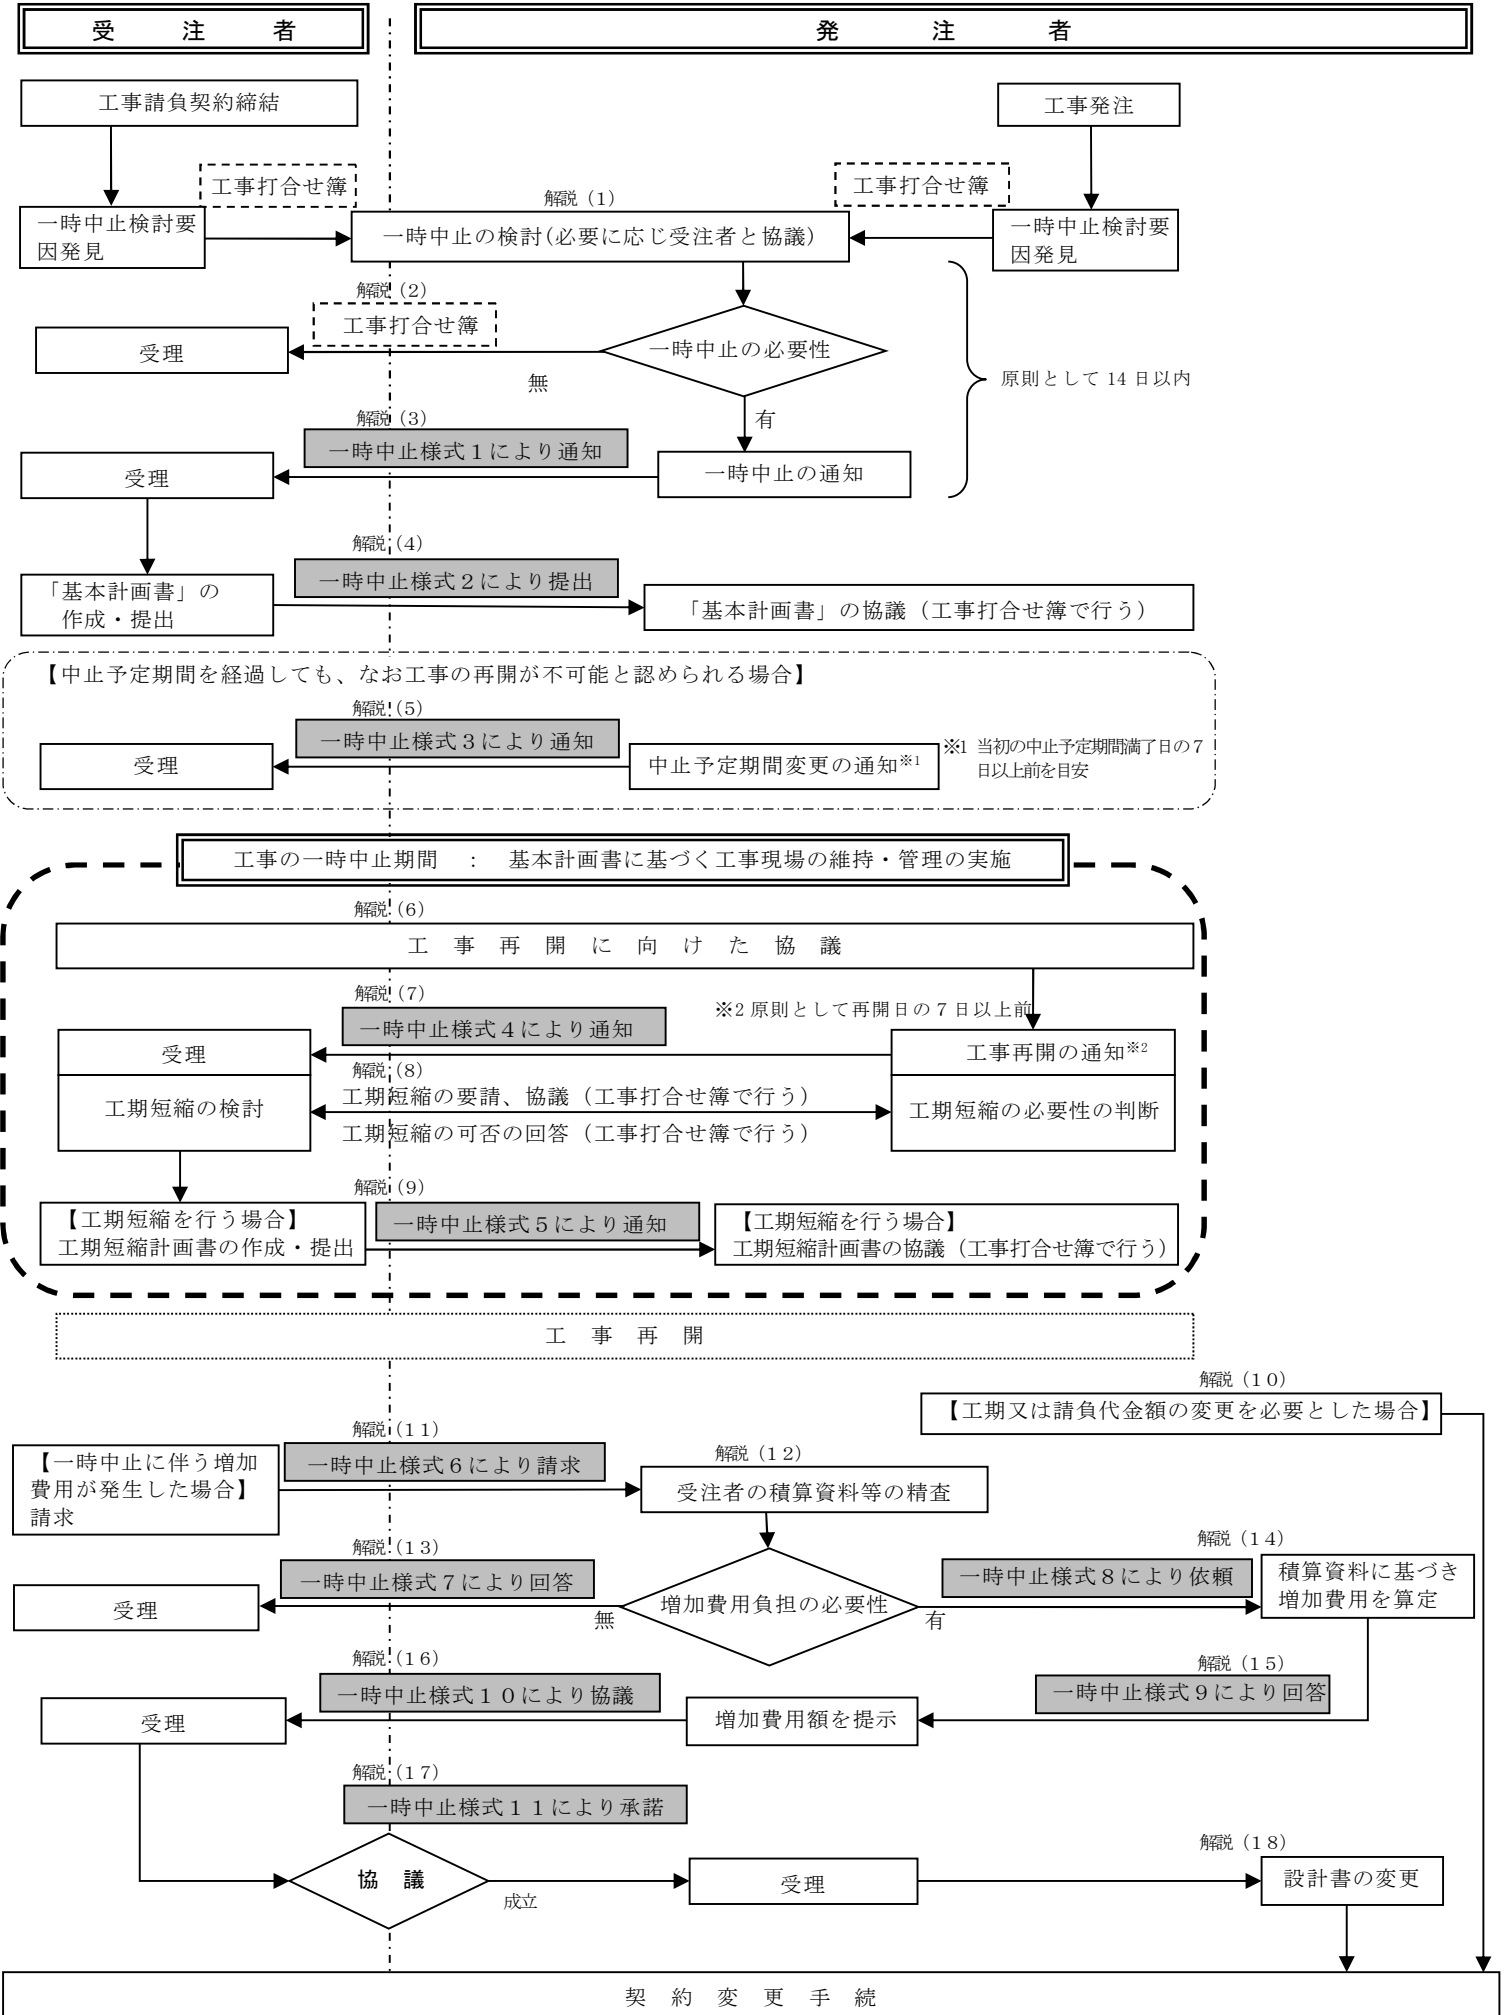 受　注　者
発　注　者
工事請負契約締結
工事発注
工事打合せ簿
工事打合せ簿
解説（1）
一時中止検討要
因発見
一時中止の検討(必要に応じ受注者と協議)
一時中止検討要
因発見
解説（2）
工事打合せ簿
受理
一時中止の必要性
無
原則として 14 日以内
有
解説（3）
一時中止様式１により通知
受理
一時中止の通知
解説（4）
一時中止様式２により提出
「基本計画書」の
作成・提出
「基本計画書」の協議（工事打合せ簿で行う）
【中止予定期間を経過しても、なお工事の再開が不可能と認められる場合】
解説（5）
一時中止様式３により通知
受理
中止予定期間変更の通知※1
※1 当初の中止予定期間満了日の７
日以上前を目安
工事の一時中止期間　：　基本計画書に基づく工事現場の維持・管理の実施
解説（6）
工　事　再　開　に　向　け　た　協　議
解説（7）
※2 原則として再開日の７日以上前
一時中止様式４により通知
受理
工事再開の通知※2
解説（8）
工期短縮の要請、協議（工事打合せ簿で行う）
工期短縮の検討
工期短縮の必要性の判断
工期短縮の可否の回答（工事打合せ簿で行う）
解説（9）
一時中止様式５により通知
【工期短縮を行う場合】
工期短縮計画書の作成・提出
【工期短縮を行う場合】
工期短縮計画書の協議（工事打合せ簿で行う）
工　事　再　開
解説（10）
【工期又は請負代金額の変更を必要とした場合】
解説（11）
一時中止様式６により請求
【一時中止に伴う増加
費用が発生した場合】
請求
解説（12）
受注者の積算資料等の精査
解説（13）
一時中止様式７により回答
受理
無
増加費用負担の必要性
有
解説（14）
一時中止様式８により依頼
積算資料に基づき
増加費用を算定
解説（15）
一時中止様式９により回答
解説（16）
一時中止様式１０により協議
受理
増加費用額を提示
解説（17）
一時中止様式１１により承諾
協　議
成立
受理
解説（18）
設計書の変更
契　約　変　更　手　続